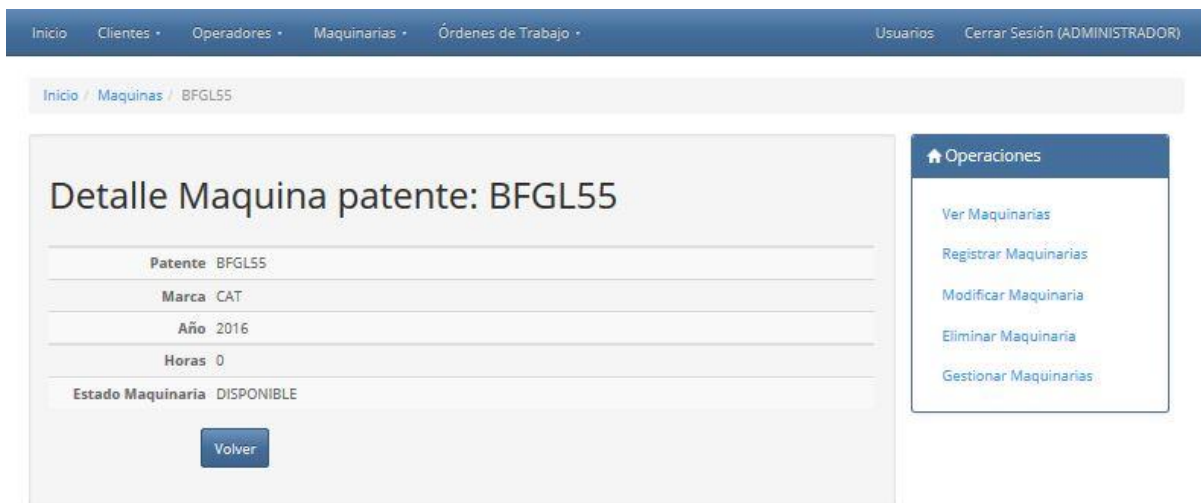 Inicio Clientes Operadores Maquinarias Órdenes de Trabajo Usuarios Cerrar Sesión (ADMINISTRADOR)
Inicio / Maquinas / BFGL55
Detalle Maquina patente: BFGL55
Patente BFGL55
Marca CAT
Año 2016
Horas 0
Estado Maquinaria DISPONIBLE
Volver
Operaciones
Ver Maquinarias
Registrar Maquinarias
Modificar Maquinaria
Eliminar Maquinaria
Gestionar Maquinarias